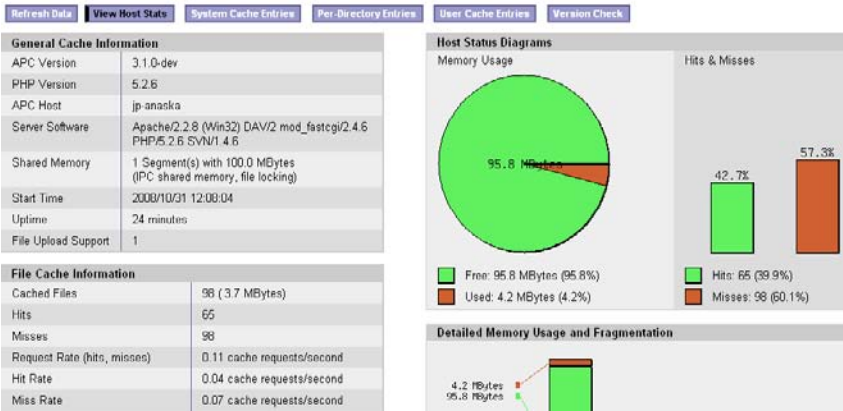 Refresh Data View Host Stats System Cache Entries Per-Directory Entries User Cache Entries Version Check
General Cache Information
APC Version 3.1.0-dev
PHP Version 5.2.6
APC Host jp-anaska
Server Software Apache/2.2.8 (Win32) DAV/2 mod_fastcgi/2.4.6
PHP/5.2.6 SVN/1.4.6
Shared Memory 1 Segment(s) with 100.0 MBytes
(IPC shared memory, file locking)
Start Time 2008/10/31 12:08:04
Uptime 24 minutes
File Upload Support 1
File Cache Information
Cached Files 98 ( 3.7 MBytes)
Hits 65
Misses 98
Request Rate (hits, misses) 0.11 cache requests/second
Hit Rate 0.04 cache requests/second
Miss Rate 0.07 cache requests/second
Host Status Diagrams
Memory Usage Hits & Misses
95.8 MBytes
57.3%
42.7%
Free: 95.8 MBytes (95.8%) Hits: 65 (39.9%)
Used: 4.2 MBytes (4.2%) Misses: 98 (60.1%)
Detailed Memory Usage and Fragmentation
4.2 MBytes
95.8 MBytes